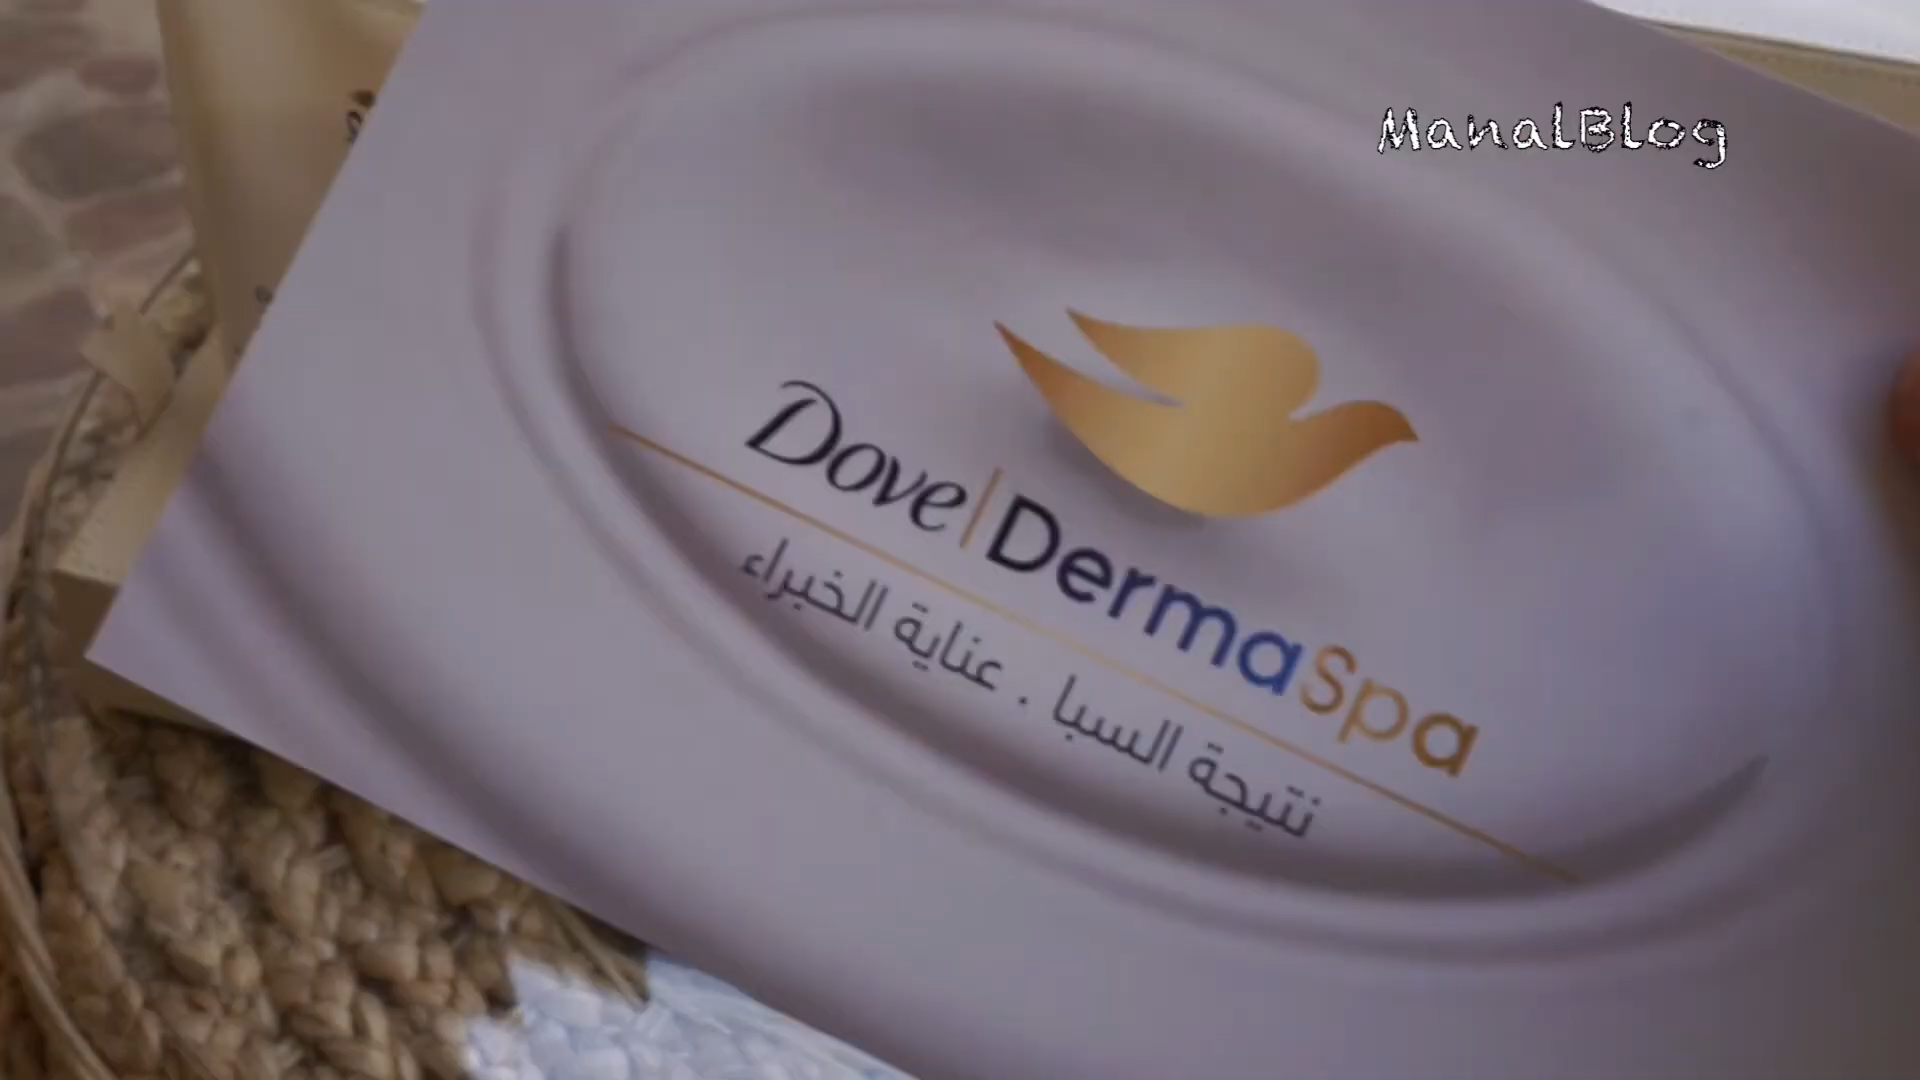 ManalBlog
Dove DermaSpa
نتيجة السبا . عناية الخبراء